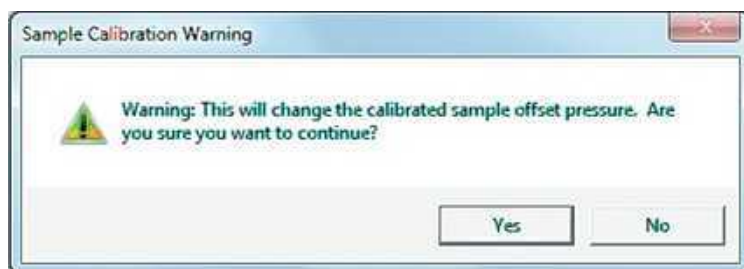 Sample Calibration Warning
Warning: This will change the calibrated sample offset pressure. Are
you sure you want to continue?
Yes
No